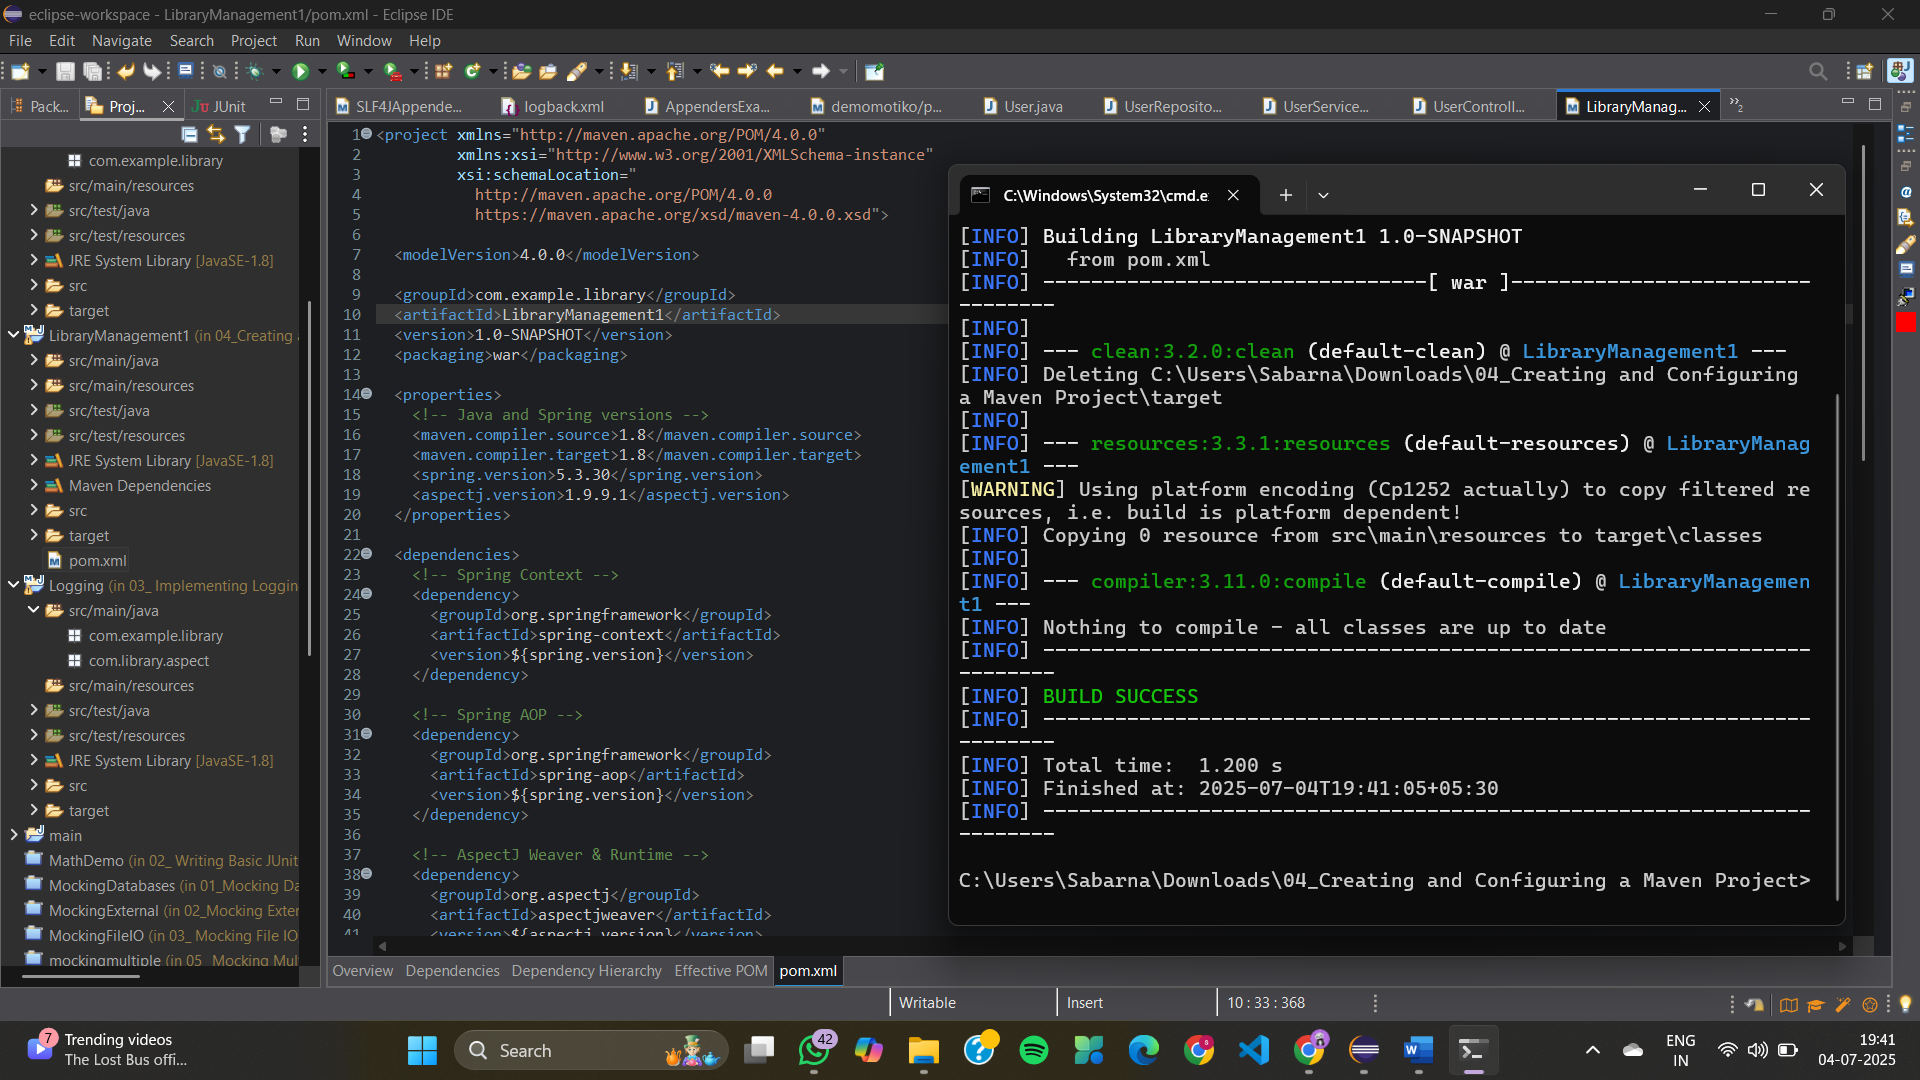 eclipse-workspace - LibraryManagement1/pom.xml - Eclipse IDE
File Edit Navigate Search Project Run Window Help
Pack... Proj... JUnit
SLF4JAppende... logback.xml AppendersExa... demomotiko/p... User.java UserReposito... UserService... UserControll... LibraryManag... »2
com.example.library
src/main/resources
src/test/java
src/test/resources
JRE System Library [JavaSE-1.8]
src
target
LibraryManagement1 (in 04_Creating a
src/main/java
src/main/resources
src/test/java
src/test/resources
JRE System Library [JavaSE-1.8]
Maven Dependencies
src
target
pom.xml
Logging (in 03_ Implementing Loggin
src/main/java
com.example.library
com.library.aspect
src/main/resources
src/test/java
src/test/resources
JRE System Library [JavaSE-1.8]
src
target
main
MathDemo (in 02_ Writing Basic JUnit
MockingDatabases (in 01_Mocking Da
MockingExternal (in 02_Mocking Exter
MockingFileIO (in 03_ Mocking File IO
mockingmultiple (in 05_ Mocking Mul
1 <project xmlns="http://maven.apache.org/POM/4.0.0"
2 xmlns:xsi="http://www.w3.org/2001/XMLSchema-instance"
3 xsi:schemaLocation="
4 http://maven.apache.org/POM/4.0.0
5 https://maven.apache.org/xsd/maven-4.0.0.xsd">
6
7 <modelVersion>4.0.0</modelVersion>
8
9 <groupId>com.example.library</groupId>
10 <artifactId>LibraryManagement1</artifactId>
11 <version>1.0-SNAPSHOT</version>
12 <packaging>war</packaging>
13
14 <properties>
15 <!-- Java and Spring versions -->
16 <maven.compiler.source>1.8</maven.compiler.source>
17 <maven.compiler.target>1.8</maven.compiler.target>
18 <spring.version>5.3.30</spring.version>
19 <aspectj.version>1.9.9.1</aspectj.version>
20 </properties>
21
22 <dependencies>
23 <!-- Spring Context -->
24 <dependency>
25 <groupId>org.springframework</groupId>
26 <artifactId>spring-context</artifactId>
27 <version>${spring.version}</version>
28 </dependency>
29
30 <!-- Spring AOP -->
31 <dependency>
32 <groupId>org.springframework</groupId>
33 <artifactId>spring-aop</artifactId>
34 <version>${spring.version}</version>
35 </dependency>
36
37 <!-- AspectJ Weaver & Runtime -->
38 <dependency>
39 <groupId>org.aspectj</groupId>
40 <artifactId>aspectjweaver</artifactId>
41 <version>${aspectj.version}</version>
Overview Dependencies Dependency Hierarchy Effective POM pom.xml
C:\Windows\System32\cmd.e
[INFO] Building LibraryManagement1 1.0-SNAPSHOT
[INFO]   from pom.xml
[INFO] --------------------------------[ war ]-------------------------
--------
[INFO]
[INFO] --- clean:3.2.0:clean (default-clean) @ LibraryManagement1 ---
[INFO] Deleting C:\Users\Sabarna\Downloads\04_Creating and Configuring
a Maven Project\target
[INFO]
[INFO] --- resources:3.3.1:resources (default-resources) @ LibraryManag
ement1 ---
[WARNING] Using platform encoding (Cp1252 actually) to copy filtered re
sources, i.e. build is platform dependent!
[INFO] Copying 0 resource from src\main\resources to target\classes
[INFO]
[INFO] --- compiler:3.11.0:compile (default-compile) @ LibraryManagemen
t1 ---
[INFO] Nothing to compile - all classes are up to date
[INFO] ----------------------------------------------------------------
--------
[INFO] BUILD SUCCESS
[INFO] ----------------------------------------------------------------
--------
[INFO] Total time:  1.200 s
[INFO] Finished at: 2025-07-04T19:41:05+05:30
[INFO] ----------------------------------------------------------------
--------
C:\Users\Sabarna\Downloads\04_Creating and Configuring a Maven Project>
Writable Insert 10 : 33 : 368
7 Trending videos
The Lost Bus offi...
Search
42
8
ENG
IN
19:41
04-07-2025